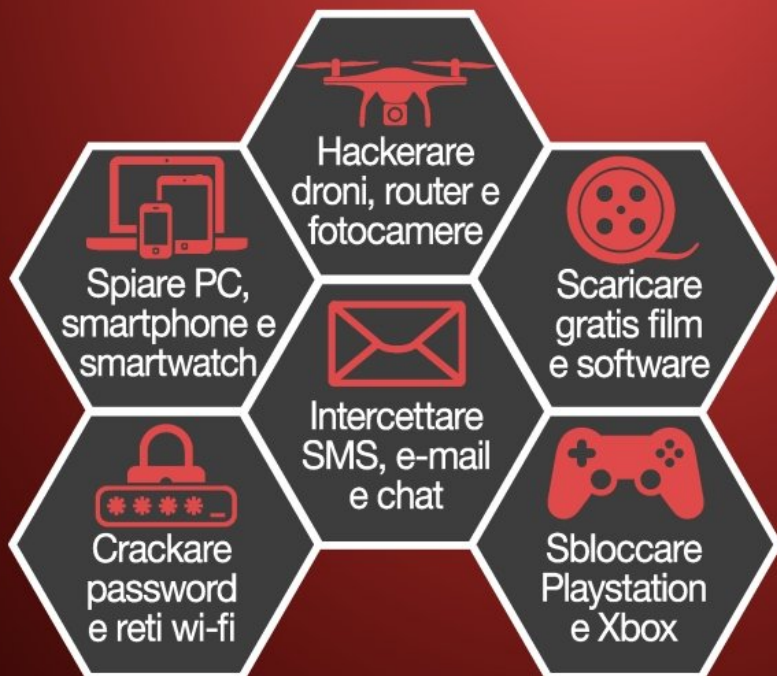 Hackerare
droni, router e
fotocamere
Spiare PC,
smartphone e
smartwatch
Scaricare
gratis film
e software
Intercettare
SMS, e-mail
e chat
****_
Crackare
password
e reti wi-fi
Sbloccare
Playstation
e Xbox